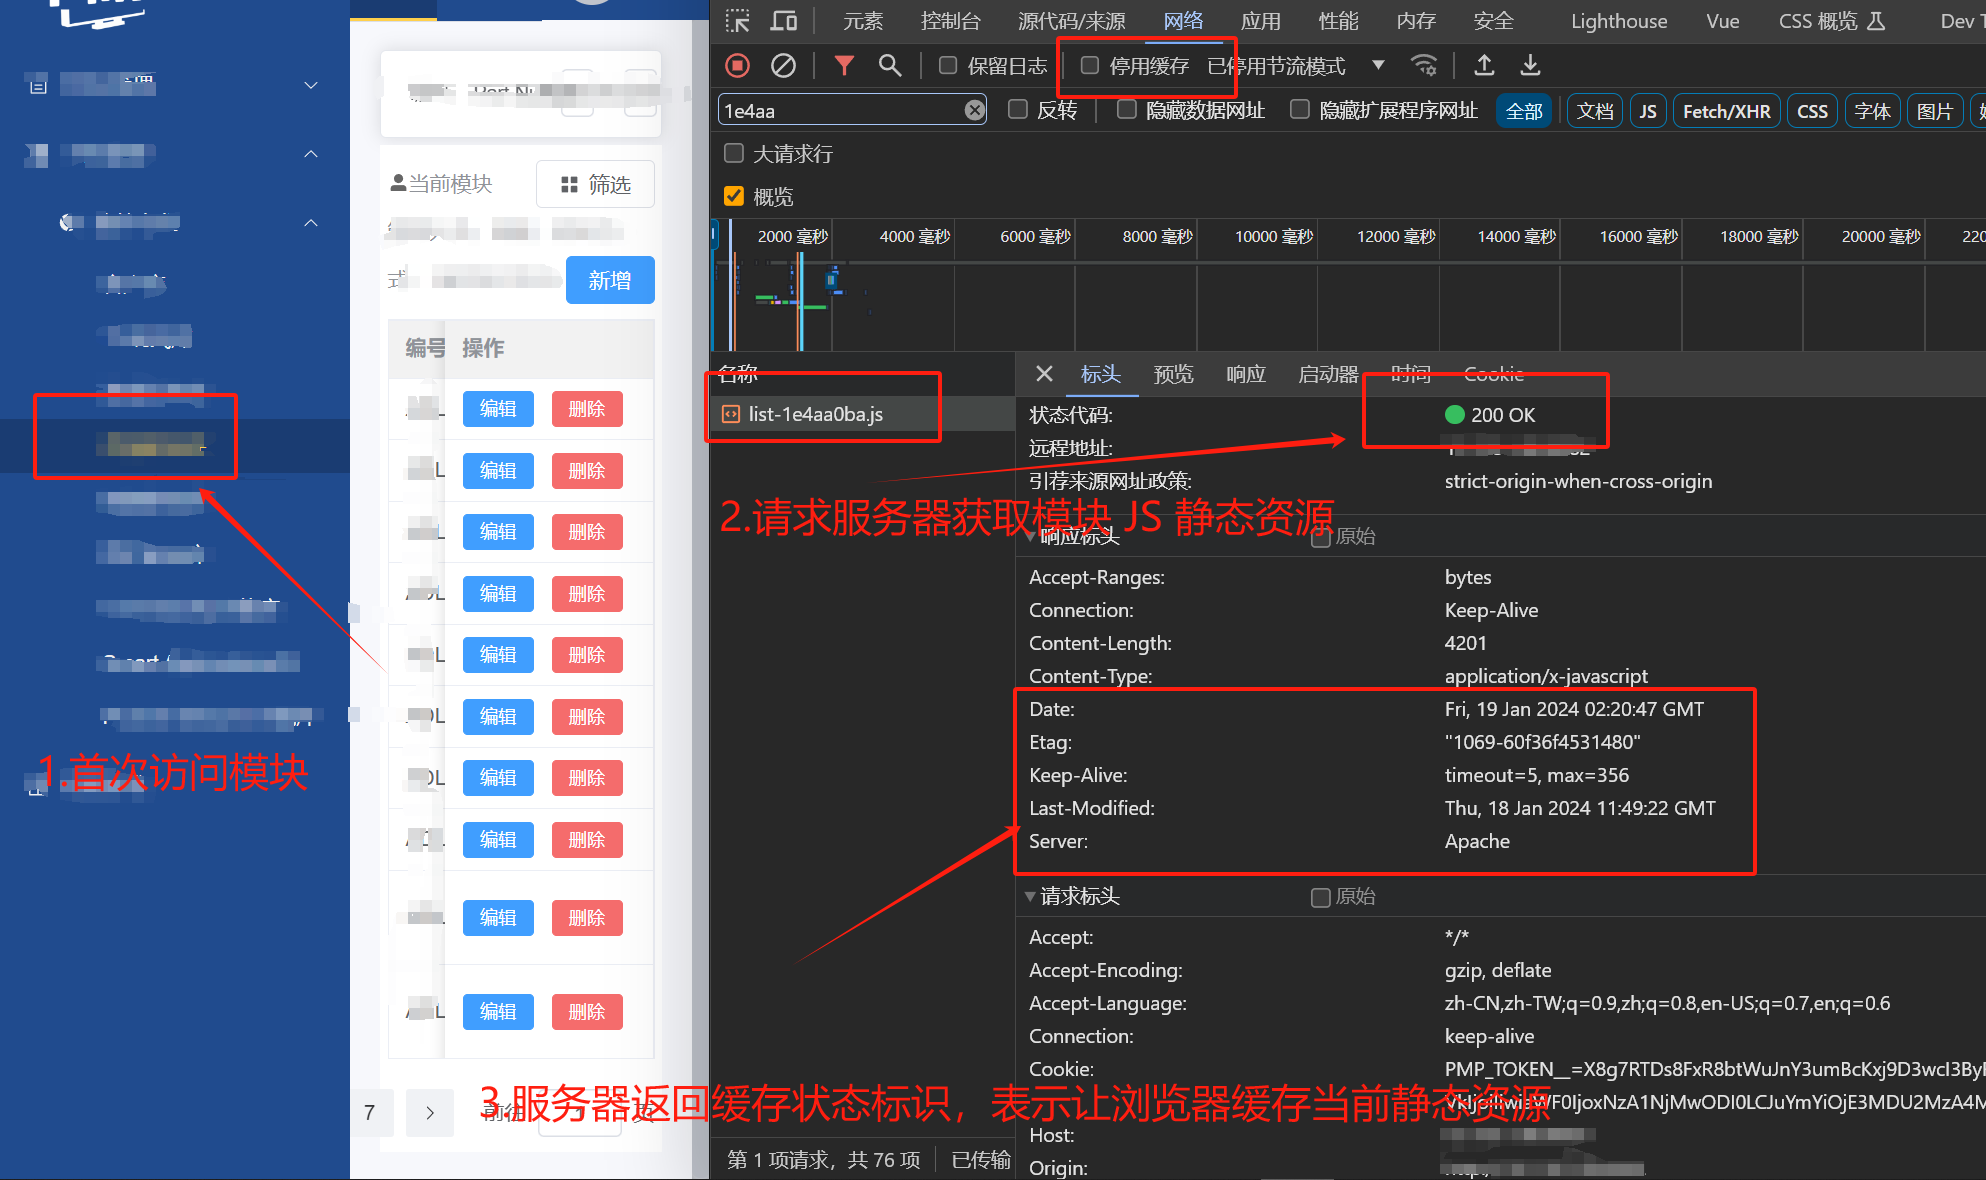 元素 控制台 源代码/来源 网络 应用 性能 内存 安全 Lighthouse Vue CSS 概览 Dev
保留日志 停用缓存 已停用节流模式
1e4aa 反转 隐藏数据网址 隐藏扩展程序网址 全部 文档 JS Fetch/XHR CSS 字体 图片
大请求行
概览
2000 毫秒 4000 毫秒 6000 毫秒 8000 毫秒 10000 毫秒 12000 毫秒 14000 毫秒 16000 毫秒 18000 毫秒 20000 毫秒 220
当前模块 筛选
式 新增
编号 操作
编辑 删除
编辑 删除
编辑 删除
编辑 删除
编辑 删除
编辑 删除
编辑 删除
编辑 删除
编辑 删除
编辑 删除
7 > 前往 1 页
1.首次访问模块
名称
list-1e4aa0ba.js
标头 预览 响应 启动器 时间 Cookie
状态代码: 200 OK
远程地址:
引荐来源网址政策: strict-origin-when-cross-origin
2.请求服务器获取模块 JS 静态资源
响应标头 原始
Accept-Ranges: bytes
Connection: Keep-Alive
Content-Length: 4201
Content-Type: application/x-javascript
Date: Fri, 19 Jan 2024 02:20:47 GMT
Etag: "1069-60f36f4531480"
Keep-Alive: timeout=5, max=356
Last-Modified: Thu, 18 Jan 2024 11:49:22 GMT
Server: Apache
请求标头 原始
Accept: */*
Accept-Encoding: gzip, deflate
Accept-Language: zh-CN,zh-TW;q=0.9,zh;q=0.8,en-US;q=0.7,en;q=0.6
Connection: keep-alive
Cookie: PMP_TOKEN__=X8g7RTDs8FxR8btWuJnY3umBcKxj9D3wcI3By
3.服务器返回缓存状态标识，表示让浏览器缓存当前静态资源
Host:
Origin:
第 1 项请求，共 76 项 已传输